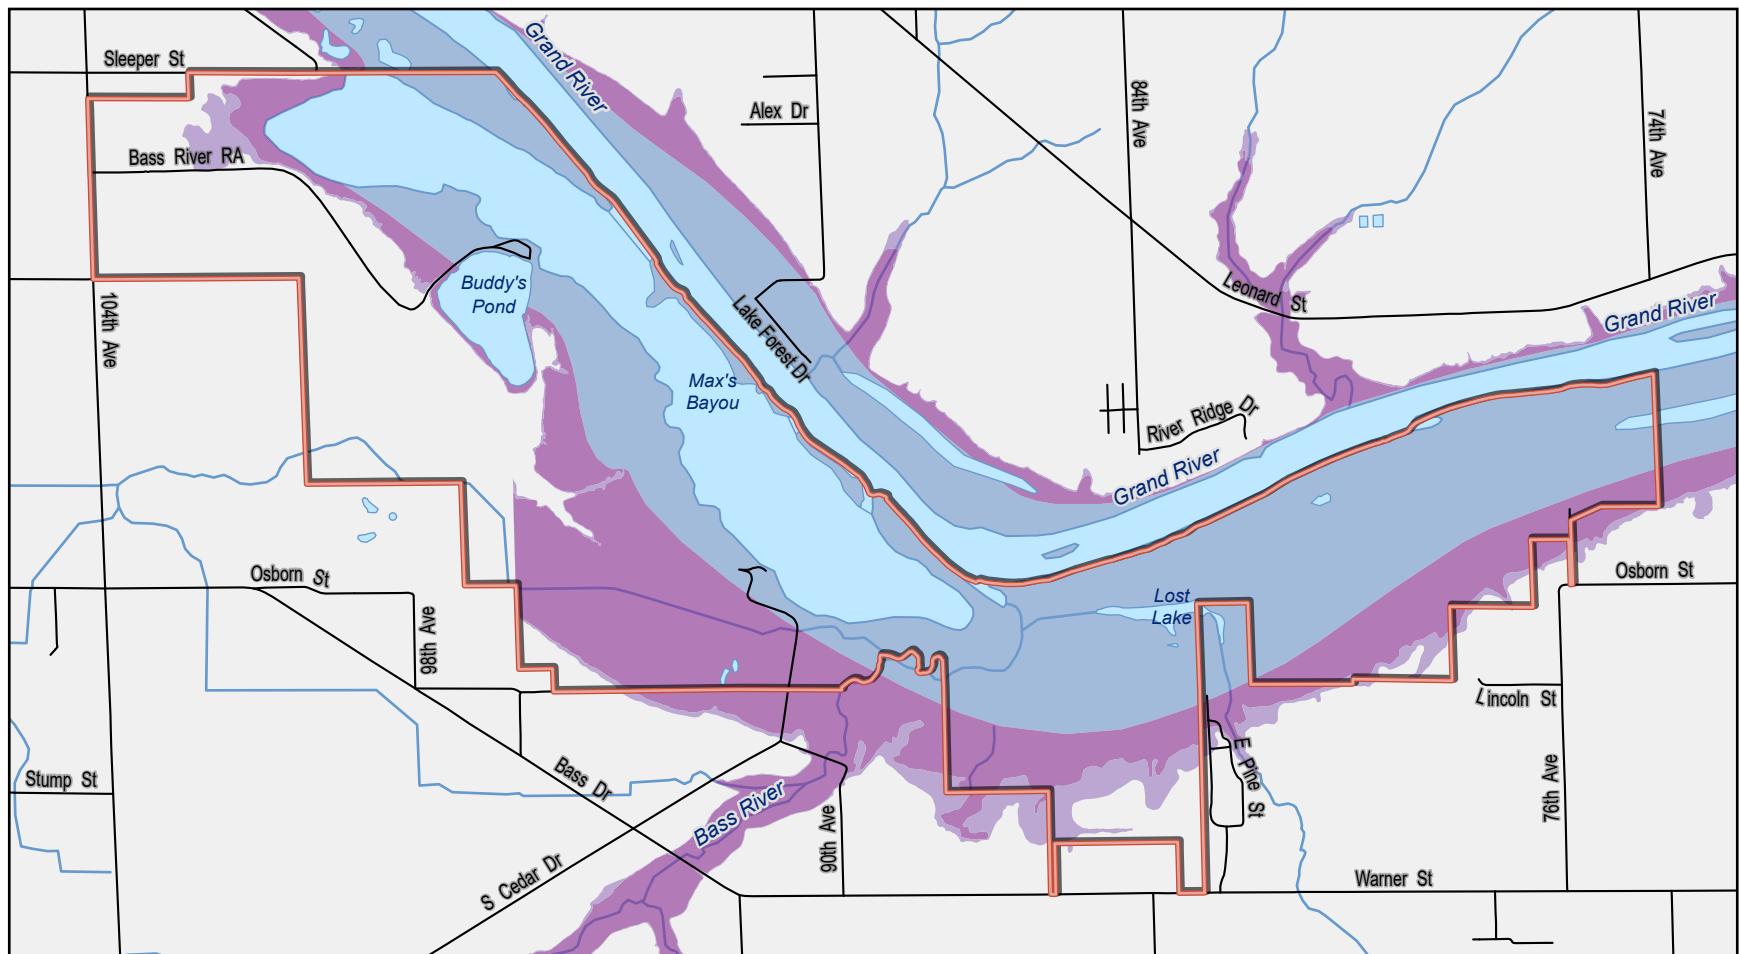 Sleeper St
Grand River
Alex Dr
84th Ave
74th Ave
Bass River RA
Buddy's
Pond
104th Ave
Leonard St
Grand River
Lake Forest Dr
Max's
Bayou
River Ridge Dr
Grand River
Osborn St
Osborn St
98th Ave
Lost
Lake
Lincoln St
Stump St
Bass Dr
E Pine St
76th Ave
Bass River
90th Ave
S Cedar Dr
Warner St